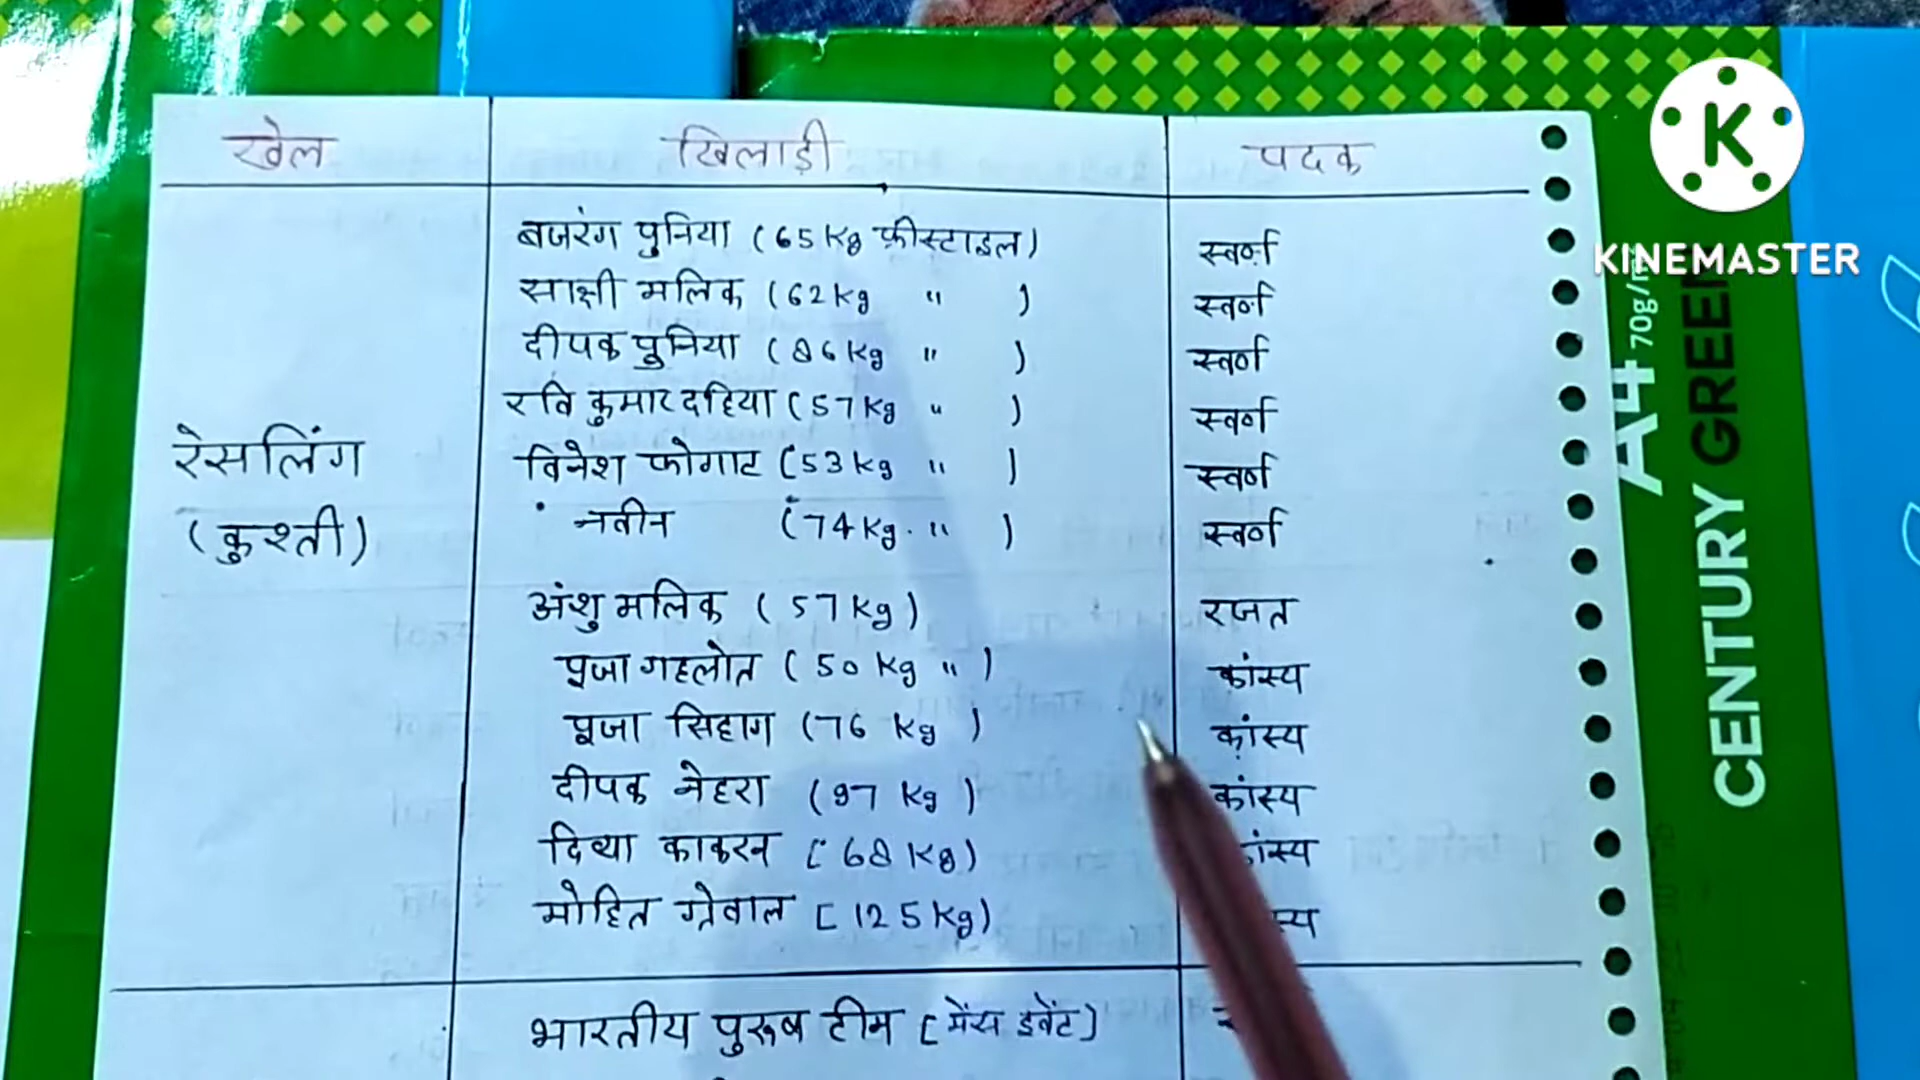 खेल खिलाड़ी पदक
बजरंग पुनिया (65 Kg फ़्रीस्टाइल) स्वर्ण
साक्षी मलिक (62 Kg " ) स्वर्ण
दीपक पुनिया (86 Kg " ) स्वर्ण
रवि कुमार दहिया (57 Kg " ) स्वर्ण
रेसलिंग विनेश फोगाट (53 Kg " ) स्वर्ण
(कुश्ती) नवीन (74 Kg. " ) स्वर्ण
अंशु मलिक (57 Kg) रजत
पूजा गहलोत (50 Kg " ) कांस्य
पूजा सिहाग (76 Kg ) कांस्य
दीपक नेहरा (97 Kg ) कांस्य
दिव्या काकरन [68 Kg) ांस्य
मोहित ग्रेवाल [125 Kg) स्य
भारतीय पुरूष टीम [मेंस इवेंट)
K
KINEMASTER
A4 70g/m
CENTURY GREEN